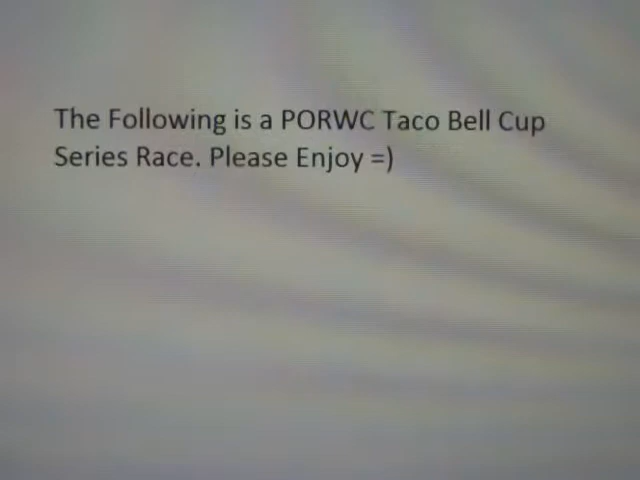 The Following is a PORWC Taco Bell Cup
Series Race. Please Enjoy =)